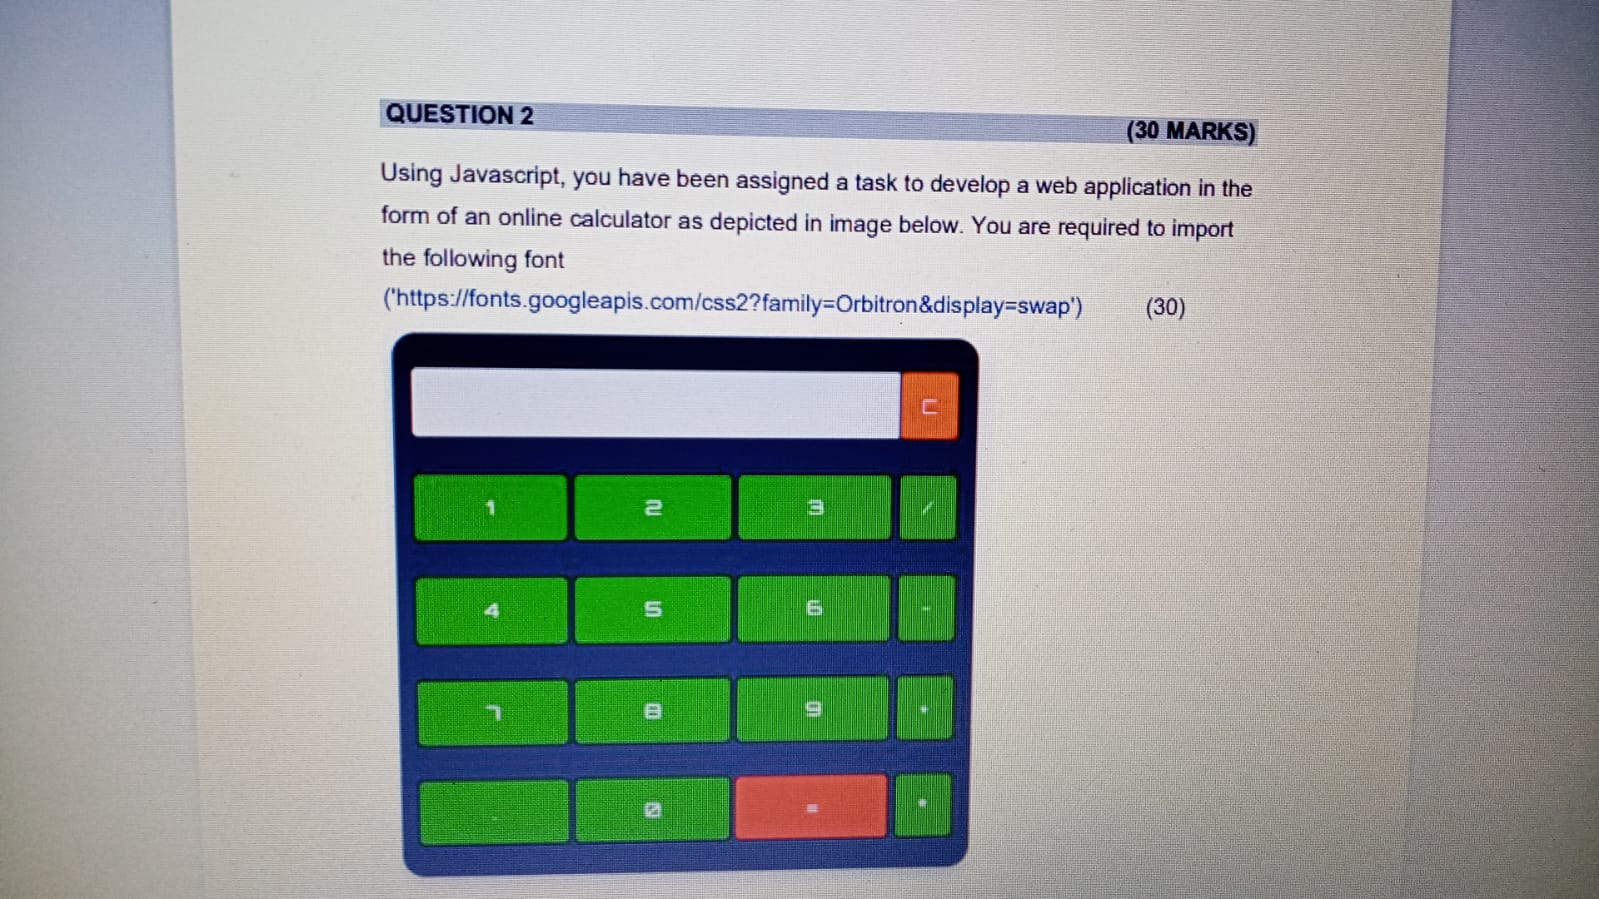 QUESTION 2
(30 MARKS)
Using Javascript, you have been assigned a task to develop a web application in the
form of an online calculator as depicted in image below. You are required to import
the following font
('https://fonts.googleapis.com/css2?family=Orbitron&display=swap') (30)
C
1 2 3 /
4 5 6 -
7 8 9
. 0 =